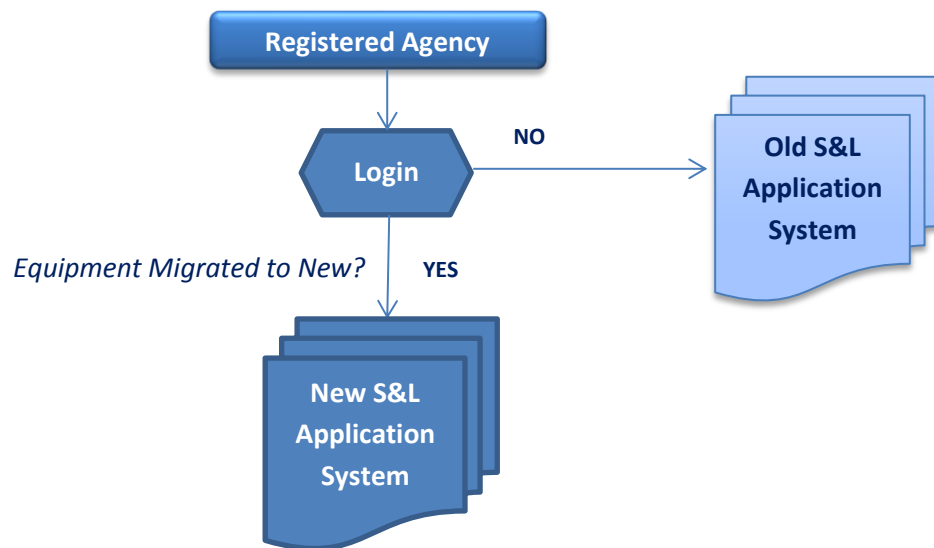 Registered Agency
NO
Login
Old S&L
Application
System
Equipment Migrated to New?
YES
New S&L
Application
System